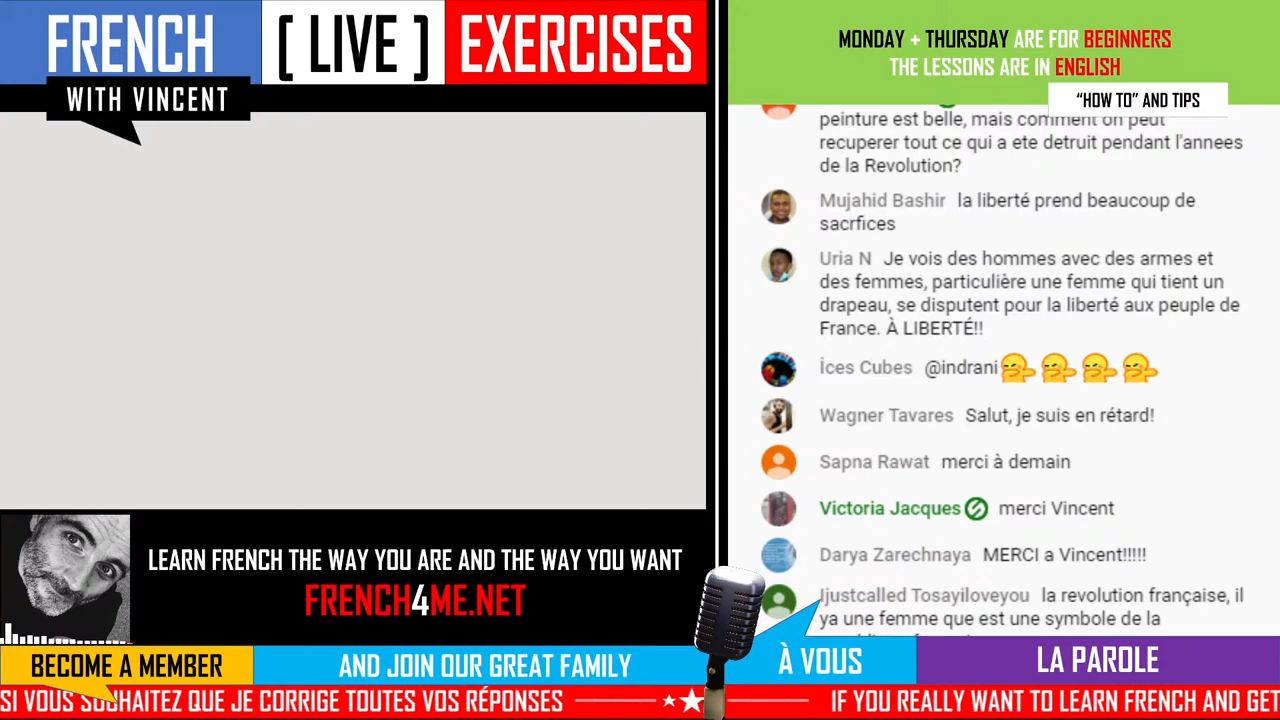 FRENCH [ LIVE ] EXERCISES
WITH VINCENT
MONDAY + THURSDAY ARE FOR BEGINNERS
THE LESSONS ARE IN ENGLISH
“HOW TO” AND TIPS
peinture est belle, mais comment on peut
recuperer tout ce qui a ete detruit pendant l'annees
de la Revolution?
Mujahid Bashir la liberté prend beaucoup de
sacrfices
Uria N Je vois des hommes avec des armes et
des femmes, particulière une femme qui tient un
drapeau, se disputent pour la liberté aux peuple de
France. À LIBERTÉ!!
İces Cubes @indrani
Wagner Tavares Salut, je suis en rétard!
Sapna Rawat merci à demain
Victoria Jacques merci Vincent
Darya Zarechnaya MERCI a Vincent!!!!!
Ijustcalled Tosayiloveyou la revolution française, il
ya une femme que est une symbole de la
LEARN FRENCH THE WAY YOU ARE AND THE WAY YOU WANT
FRENCH4ME.NET
BECOME A MEMBER AND JOIN OUR GREAT FAMILY
À VOUS LA PAROLE
SI VOUS SOUHAITEZ QUE JE CORRIGE TOUTES VOS RÉPONSES
IF YOU REALLY WANT TO LEARN FRENCH AND GET